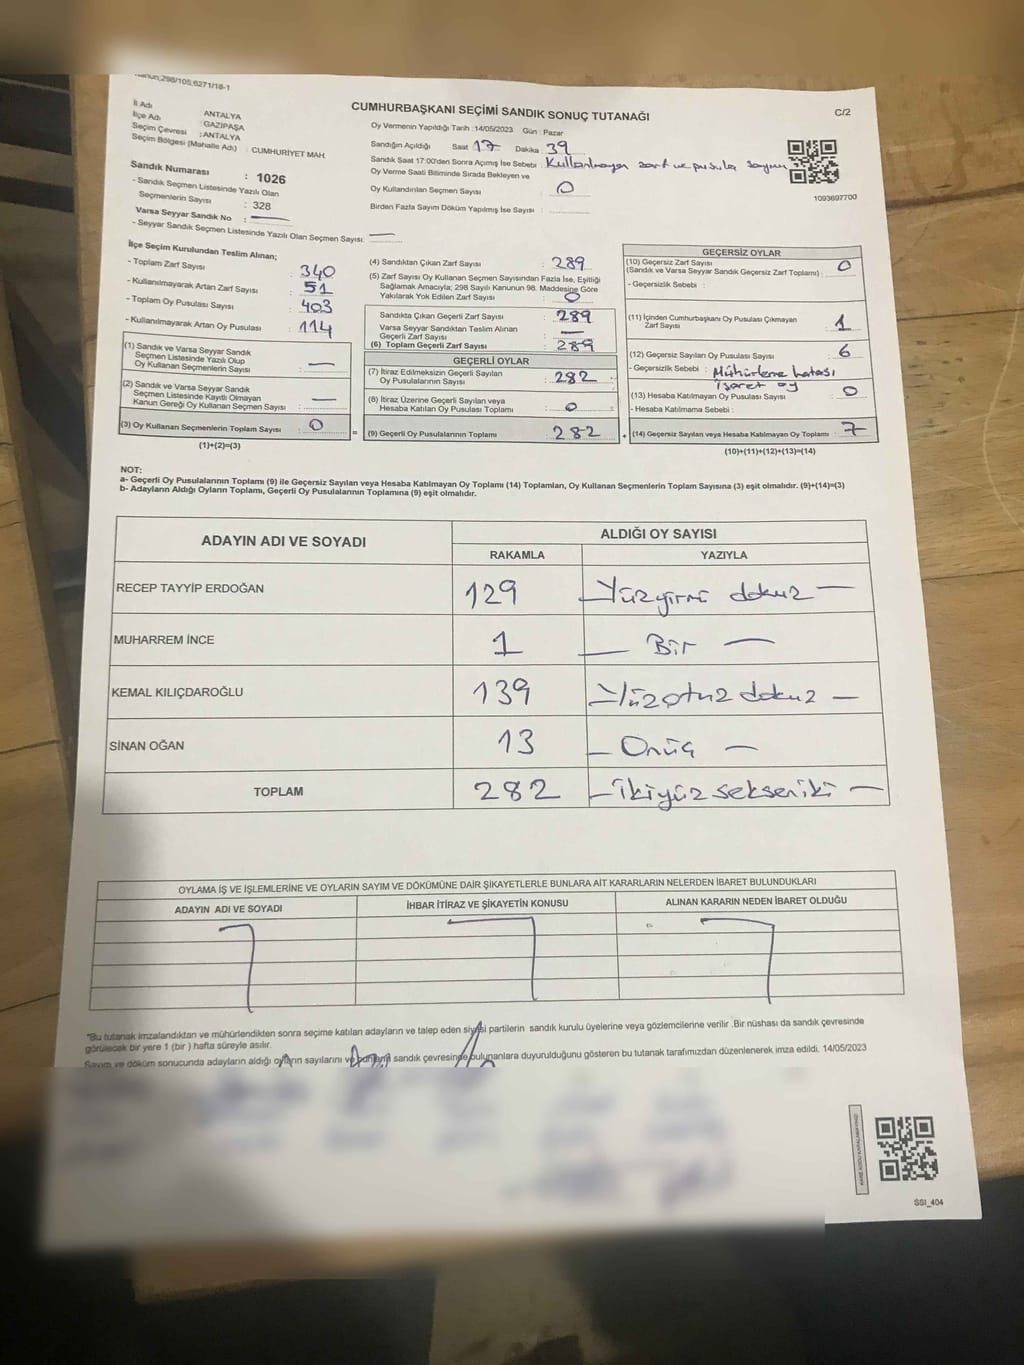 Kanun;298/105;6271/18-1
CUMHURBAŞKANI SEÇİMİ SANDIK SONUÇ TUTANAĞI
C/2
İl Adı : ANTALYA
İlçe Adı : GAZİPAŞA
Seçim Çevresi : ANTALYA
Seçim Bölgesi (Mahalle Adı) : CUMHURİYET MAH.
Sandık Numarası : 1026
- Sandık Seçmen Listesinde Yazılı Olan
Seçmenlerin Sayısı : 328
Varsa Seyyar Sandık No :
- Seyyar Sandık Seçmen Listesinde Yazılı Olan Seçmen Sayısı:
Oy Vermenin Yapıldığı Tarih :14/05/2023 Gün : Pazar
Sandığın Açıldığı Saat 17 Dakika 39
Sandık Saat 17:00'den Sonra Açımış İse Sebebi : Kullanılmayan zarf ve pusula sayımı
Oy Verme Saati Bitiminde Sırada Bekleyen ve
Oy Kullandırılan Seçmen Sayısı : 0
Birden Fazla Sayım Döküm Yapılmış İse Sayısı :
1093697700
İlçe Seçim Kurulundan Teslim Alınan;
- Toplam Zarf Sayısı : 340
- Kullanılmayarak Artan Zarf Sayısı : 51
- Toplam Oy Pusulası Sayısı : 403
- Kullanılmayarak Artan Oy Pusulası : 114
(1) Sandık ve Varsa Seyyar Sandık
Seçmen Listesinde Yazılı Olup
Oy Kullanan Seçmenlerin Sayısı : —
(2) Sandık ve Varsa Seyyar Sandık
Seçmen Listesinde Kayıtlı Olmayan
Kanun Gereği Oy Kullanan Seçmen Sayısı : —
(3) Oy Kullanan Seçmenlerin Toplam Sayısı : 0
(1)+(2)=(3)
(4) Sandıktan Çıkan Zarf Sayısı : 289
(5) Zarf Sayısı Oy Kullanan Seçmen Sayısından Fazla İse, Eşitliği
Sağlamak Amacıyla; 298 Sayılı Kanunun 98. Maddesine Göre
Yakılarak Yok Edilen Zarf Sayısı : 0
Sandıkta Çıkan Geçerli Zarf Sayısı : 289
Varsa Seyyar Sandıktan Teslim Alınan
Geçerli Zarf Sayısı : —
(6) Toplam Geçerli Zarf Sayısı : 289
GEÇERLİ OYLAR
(7) İtiraz Edilmeksizin Geçerli Sayılan
Oy Pusulalarının Sayısı : 282
(8) İtiraz Üzerine Geçerli Sayılan veya
Hesaba Katılan Oy Pusulası Toplamı : 0
= (9) Geçerli Oy Pusulalarının Toplamı 282 +
GEÇERSİZ OYLAR
(10) Geçersiz Zarf Sayısı
(Sandık ve Varsa Seyyar Sandık Geçersiz Zarf Toplamı) : 0
- Geçersizlik Sebebi :
(11) İçinden Cumhurbaşkanı Oy Pusulası Çıkmayan
Zarf Sayısı : 1
(12) Geçersiz Sayılan Oy Pusulası Sayısı : 6
- Geçersizlik Sebebi : Mühürleme hatası
İşaret oy
(13) Hesaba Katılmayan Oy Pusulası Sayısı : 0
- Hesaba Katılmama Sebebi :
(14) Geçersiz Sayılan veya Hesaba Katılmayan Oy Toplamı : 7
(10)+(11)+(12)+(13)=(14)
NOT:
a- Geçerli Oy Pusulalarının Toplamı (9) ile Geçersiz Sayılan veya Hesaba Katılmayan Oy Toplamı (14) Toplamları, Oy Kullanan Seçmenlerin Toplam Sayısına (3) eşit olmalıdır. (9)+(14)=(3)
b- Adayların Aldığı Oyların Toplamı, Geçerli Oy Pusulalarının Toplamına (9) eşit olmalıdır.
ADAYIN ADI VE SOYADI
ALDIĞI OY SAYISI
RAKAMLA YAZIYLA
RECEP TAYYİP ERDOĞAN 129 — Yüzyirmi dokuz —
MUHARREM İNCE 1 — Bir —
KEMAL KILIÇDAROĞLU 139 — Yüzotuz dokuz —
SİNAN OĞAN 13 — Onüç —
TOPLAM 282 — ikiyüz sekseniki —
OYLAMA İŞ VE İŞLEMLERİNE VE OYLARIN SAYIM VE DÖKÜMÜNE DAİR ŞİKAYETLERLE BUNLARA AİT KARARLARIN NELERDEN İBARET BULUNDUKLARI
ADAYIN ADI VE SOYADI İHBAR İTİRAZ VE ŞİKAYETİN KONUSU ALINAN KARARIN NEDEN İBARET OLDUĞU
"Bu tutanak imzalandıktan ve mühürlendikten sonra seçime katılan adayların ve talep eden siyasi partilerin sandık kurulu üyelerine veya gözlemcilerine verilir .Bir nüshası da sandık çevresinde
görülecek bir yere 1 (bir ) hafta süreyle asılır.
Sayım ve döküm sonucunda adayların aldığı oyların sayılarını ve bunların sandık çevresinde bulunanlara duyurulduğunu gösteren bu tutanak tarafımızdan düzenlenerek imza edildi. 14/05/2023
SSI_404